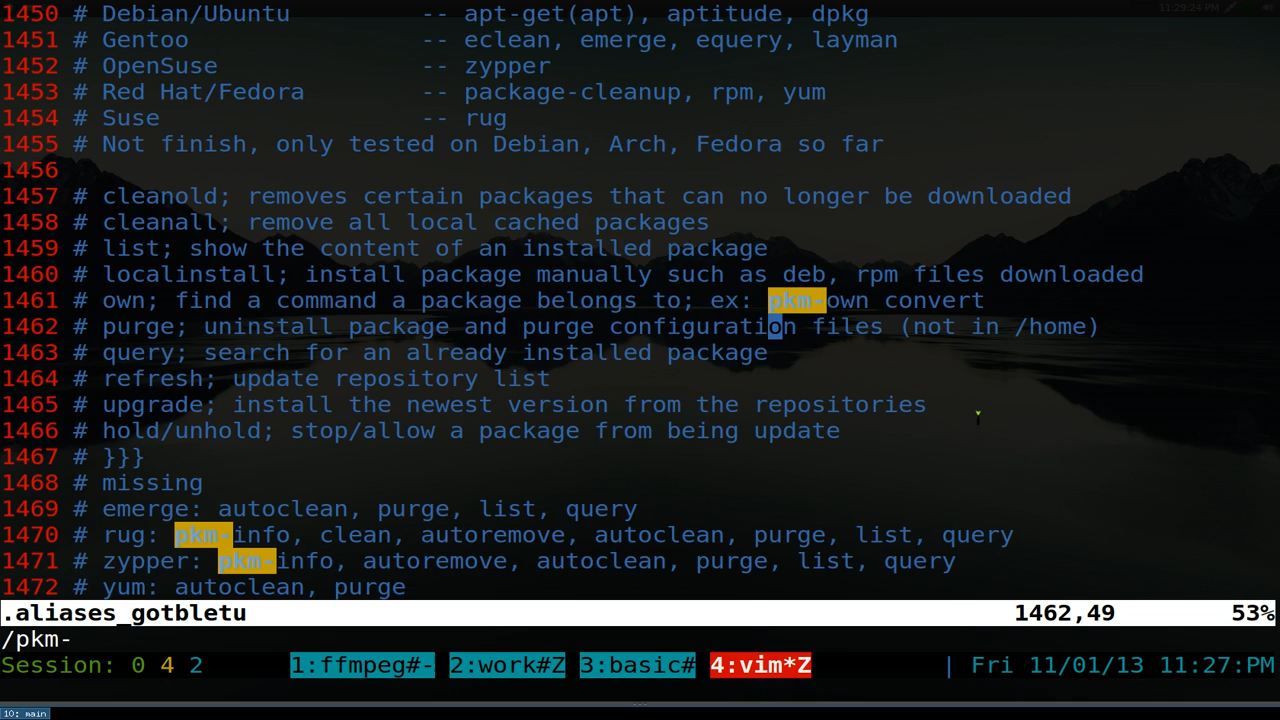 11:29:24 PM
1450 # Debian/Ubuntu -- apt-get(apt), aptitude, dpkg
1451 # Gentoo -- eclean, emerge, equery, layman
1452 # OpenSuse -- zypper
1453 # Red Hat/Fedora -- package-cleanup, rpm, yum
1454 # Suse -- rug
1455 # Not finish, only tested on Debian, Arch, Fedora so far
1456
1457 # cleanold; removes certain packages that can no longer be downloaded
1458 # cleanall; remove all local cached packages
1459 # list; show the content of an installed package
1460 # localinstall; install package manually such as deb, rpm files downloaded
1461 # own; find a command a package belongs to; ex: pkm-own convert
1462 # purge; uninstall package and purge configuration files (not in /home)
1463 # query; search for an already installed package
1464 # refresh; update repository list
1465 # upgrade; install the newest version from the repositories
1466 # hold/unhold; stop/allow a package from being update
1467 # }}}
1468 # missing
1469 # emerge: autoclean, purge, list, query
1470 # rug: pkm-info, clean, autoremove, autoclean, purge, list, query
1471 # zypper: pkm-info, autoremove, autoclean, purge, list, query
1472 # yum: autoclean, purge
.aliases_gotbletu 1462,49 53%
/pkm-
Session: 0 4 2 1:ffmpeg#- 2:work#Z 3:basic# 4:vim*Z | Fri 11/01/13 11:27:PM
10: main